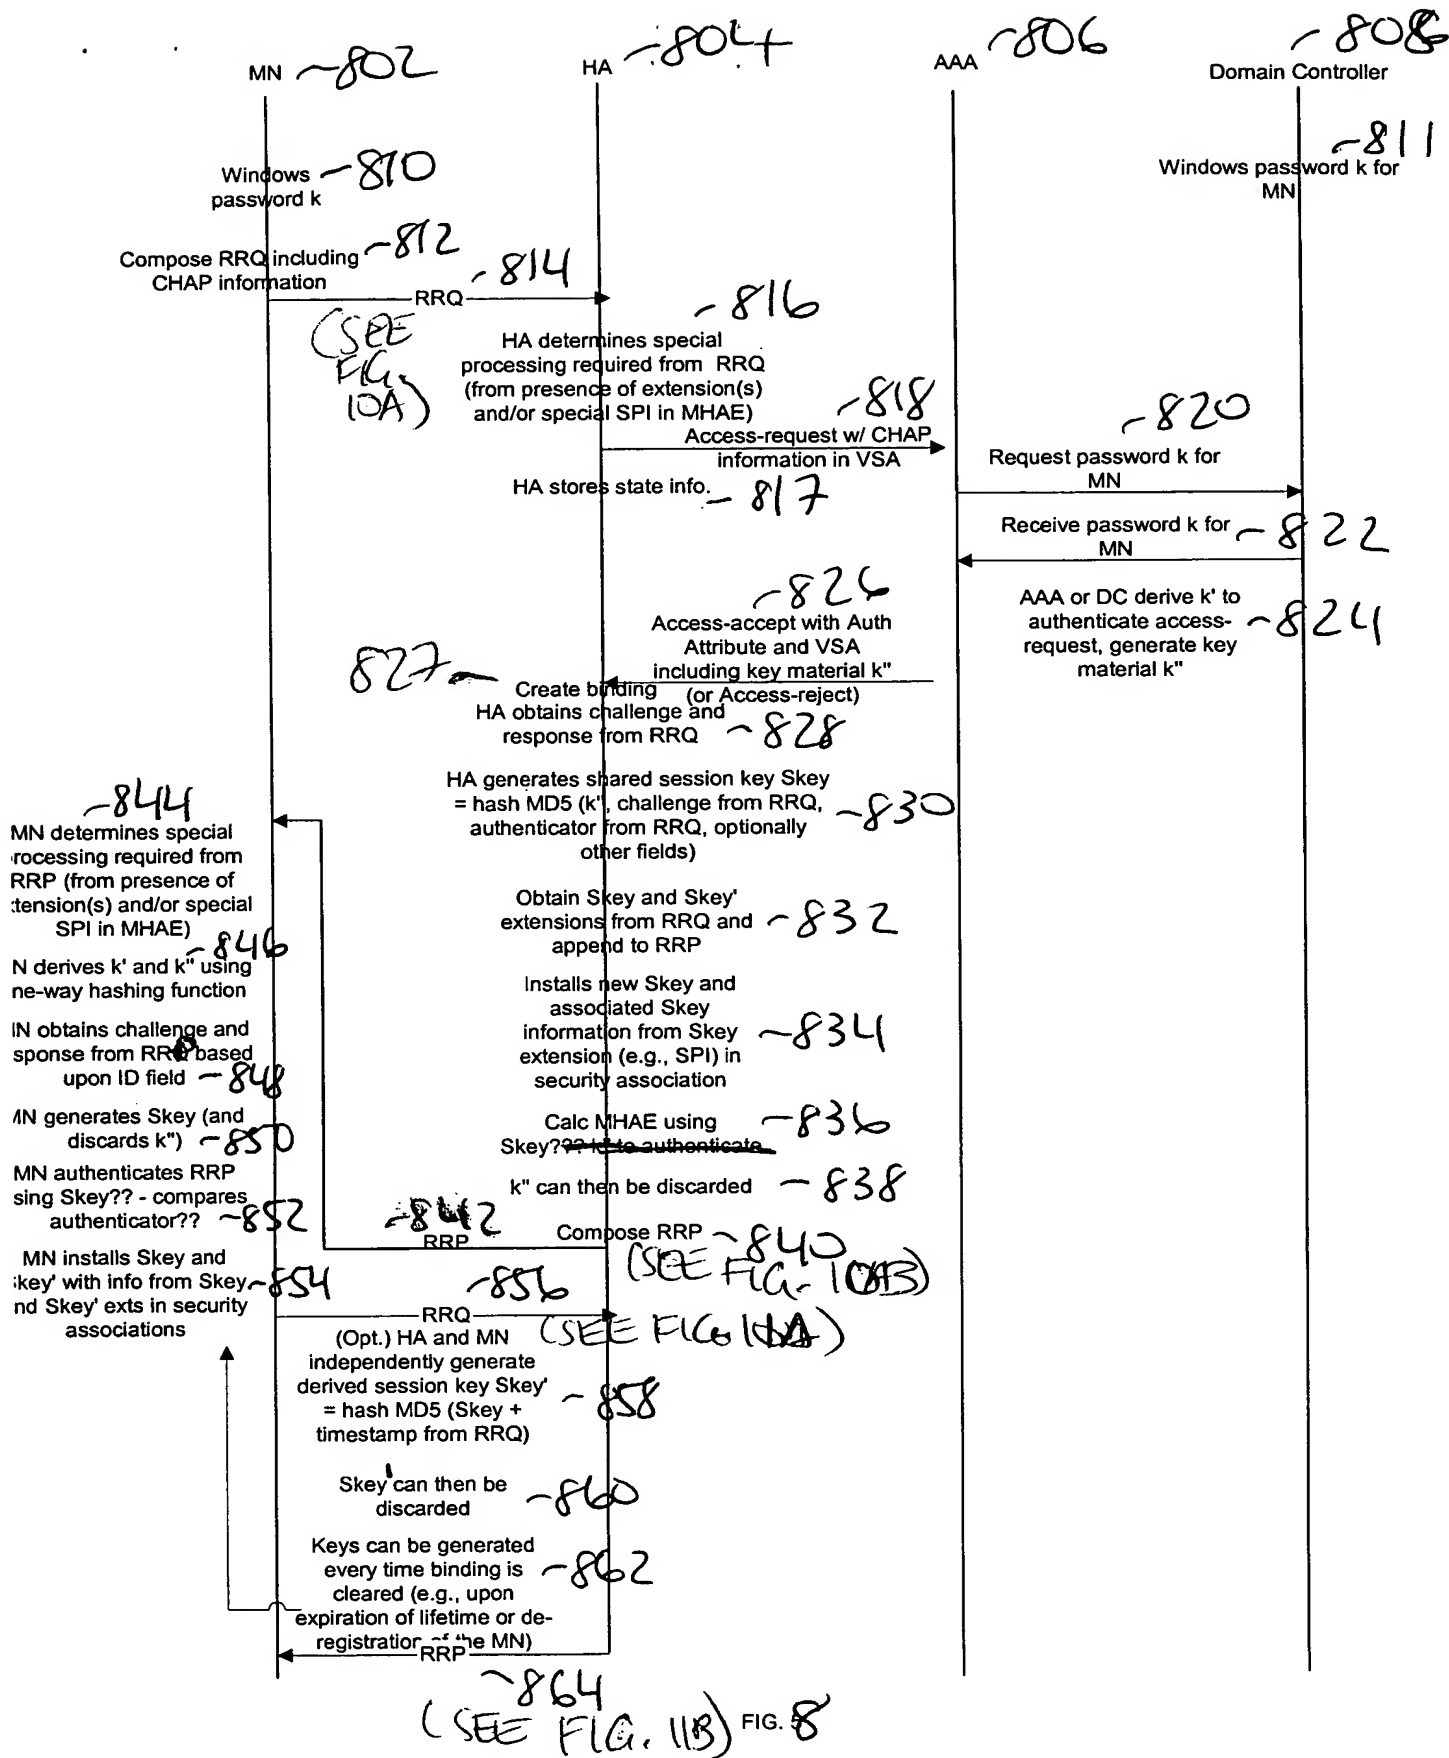 MN ~802
HA ~804
AAA ~806
~808
Domain Controller
~811
Windows password k for
MN
Windows ~810
password k
Compose RRQ including ~812
CHAP information
RRQ ~814
(SEE
FIG.
10A)
~816
HA determines special
processing required from RRQ
(from presence of extension(s)
and/or special SPI in MHAE)
~818
Access-request w/ CHAP
information in VSA
HA stores state info. ~817
~820
Request password k for
MN
Receive password k for ~822
MN
AAA or DC derive k' to
authenticate access- ~824
request, generate key
material k"
~826
Access-accept with Auth
Attribute and VSA
including key material k"
(or Access-reject)
827~ Create binding
HA obtains challenge and
response from RRQ ~828
HA generates shared session key Skey
= hash MD5 (k", challenge from RRQ, ~830
authenticator from RRQ, optionally
other fields)
Obtain Skey and Skey'
extensions from RRQ and ~832
append to RRP
Installs new Skey and
associated Skey
information from Skey ~834
extension (e.g., SPI) in
security association
Calc MHAE using ~836
Skey??? k" to authenticate
k" can then be discarded ~838
Compose RRP ~840
(SEE FIG. 10B)
~842
RRP
~844
MN determines special
rocessing required from
RRP (from presence of
tension(s) and/or special
SPI in MHAE)
~846
N derives k' and k" using
ne-way hashing function
IN obtains challenge and
sponse from RR based
upon ID field ~848
IN generates Skey (and
discards k") ~850
MN authenticates RRP
sing Skey?? - compares
authenticator?? ~852
MN installs Skey and
key' with info from Skey ~854
nd Skey' exts in security
associations
~856
RRQ
(SEE FIG 11A)
(Opt.) HA and MN
independently generate
derived session key Skey' ~858
= hash MD5 (Skey +
timestamp from RRQ)
Skey' can then be
discarded ~860
Keys can be generated
every time binding is ~862
cleared (e.g., upon
expiration of lifetime or de-
registration of the MN)
RRP
~864
(SEE FIG. 11B)
FIG. 8